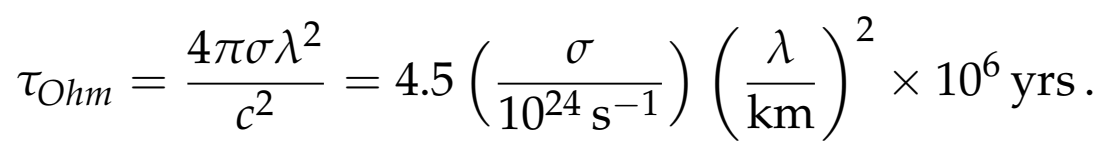 τ_{Ohm} = \frac{4πσλ^2}{c^2} = 4.5 \left( \frac{σ}{10^{24} s^{-1}} \right) \left( \frac{λ}{km} \right)^2 × 10^6 yrs .